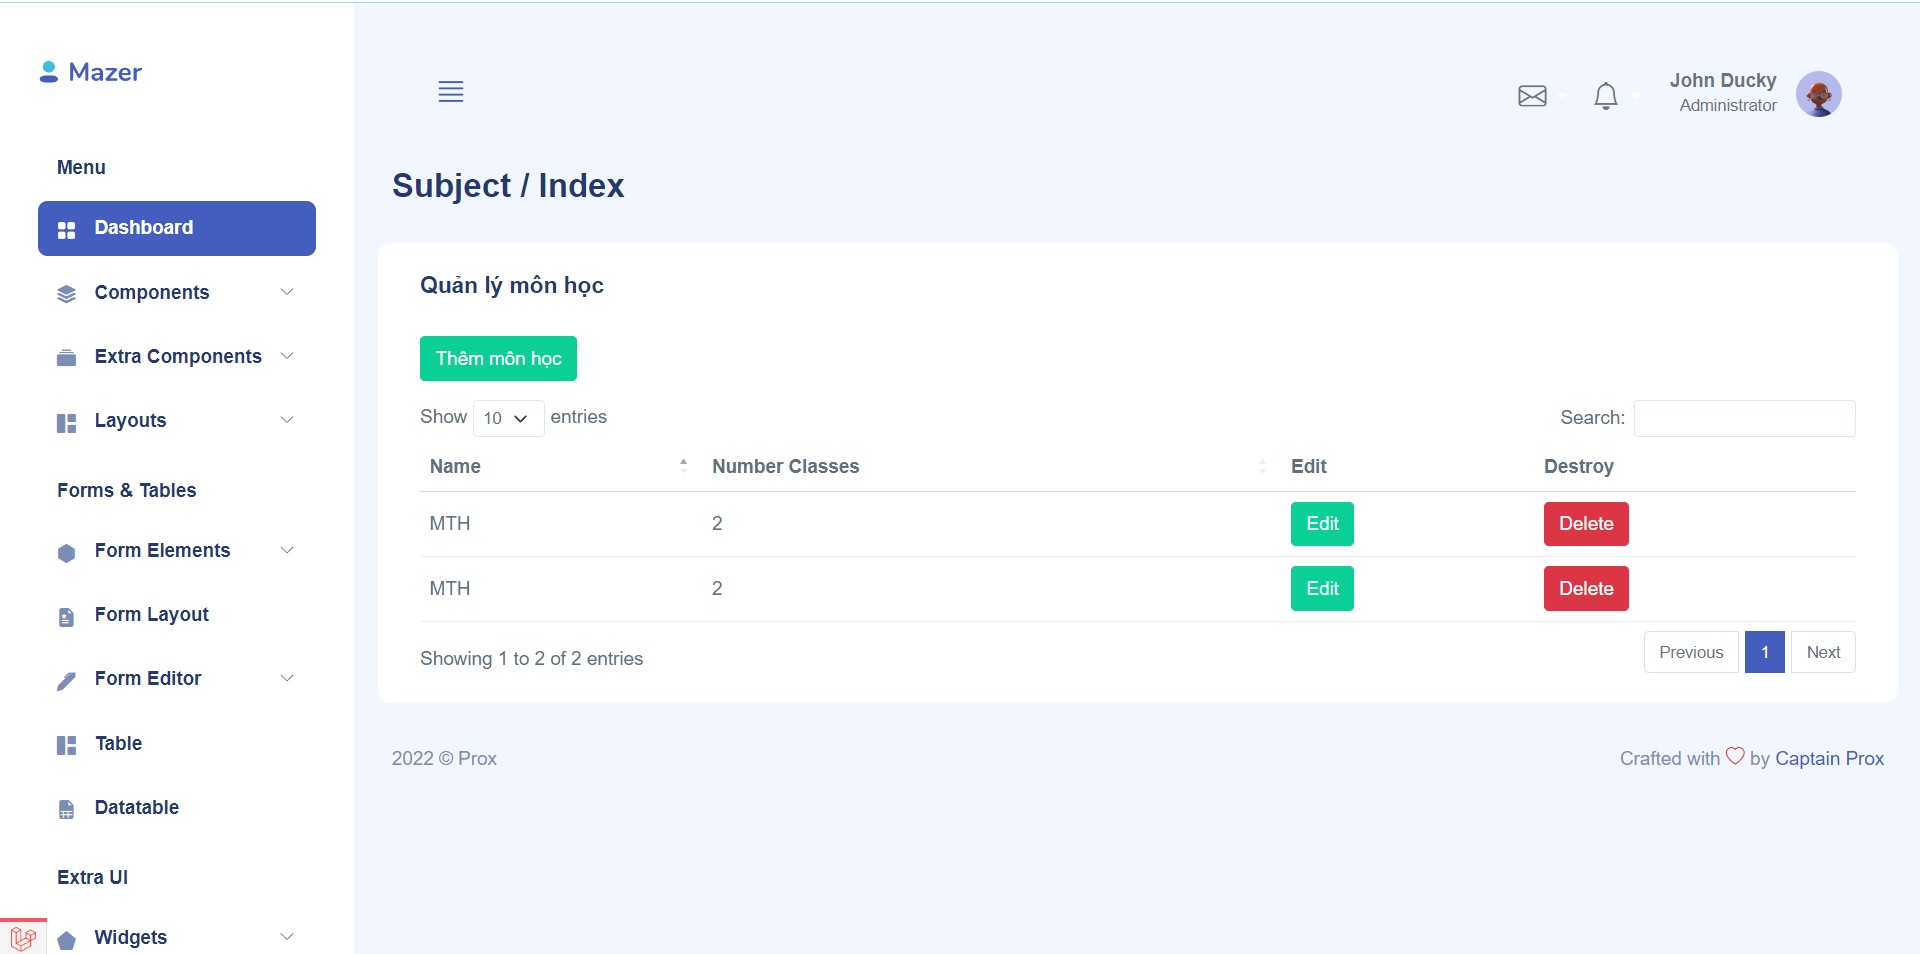 Mazer
Menu
Dashboard
Components
Extra Components
Layouts
Forms & Tables
Form Elements
Form Layout
Form Editor
Table
Datatable
Extra UI
Widgets
John Ducky
Administrator
Subject / Index
Quản lý môn học
Thêm môn học
Show 10 entries
Search:
Name Number Classes Edit Destroy
MTH 2 Edit Delete
MTH 2 Edit Delete
Showing 1 to 2 of 2 entries
Previous 1 Next
2022 © Prox
Crafted with by Captain Prox